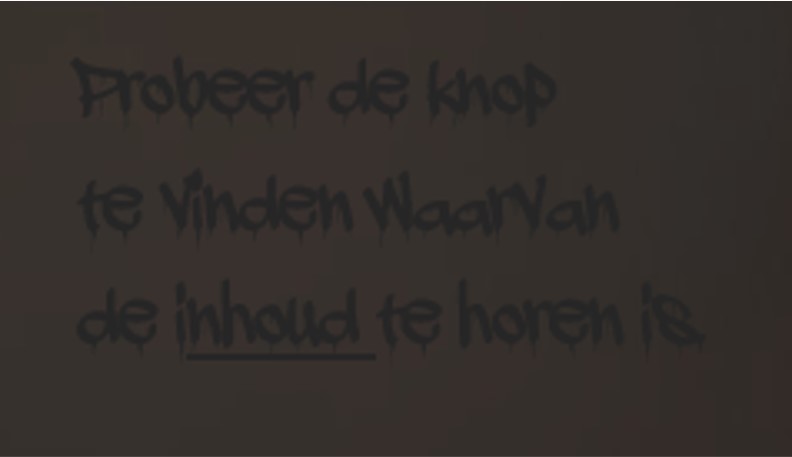 Probeer de knop
te vinden waarvan
de inhoud te horen is.